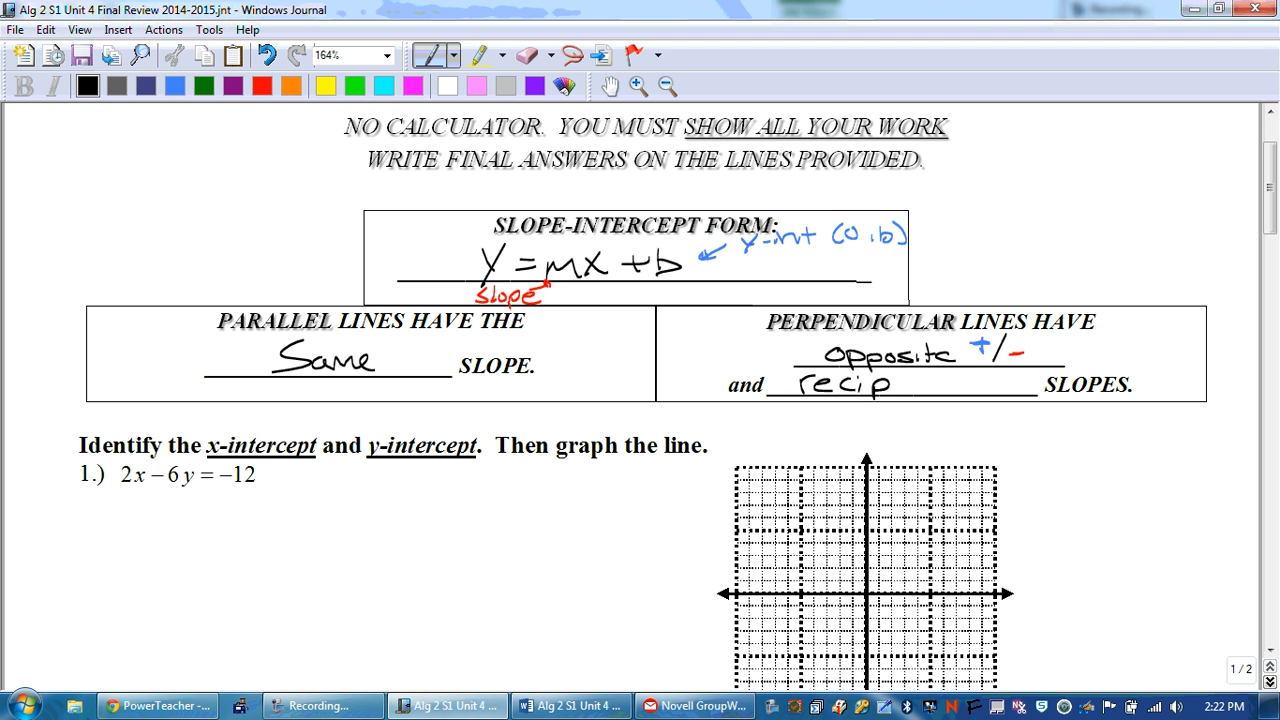 Alg 2 S1 Unit 4 Final Review 2014-2015.jnt - Windows Journal
Recording...
File Edit View Insert Actions Tools Help
164%
B I
NO CALCULATOR. YOU MUST SHOW ALL YOUR WORK
WRITE FINAL ANSWERS ON THE LINES PROVIDED.
SLOPE-INTERCEPT FORM:
y-int (0,b)
y = mx + b
slope
PARALLEL LINES HAVE THE
Same SLOPE.
PERPENDICULAR LINES HAVE
opposite +/-
and recip SLOPES.
Identify the x-intercept and y-intercept. Then graph the line.
1.) 2x – 6y = –12
1 / 2
PowerTeacher -... Recording... Alg 2 S1 Unit 4 ... Alg 2 S1 Unit 4 ... Novell GroupW... 2:22 PM